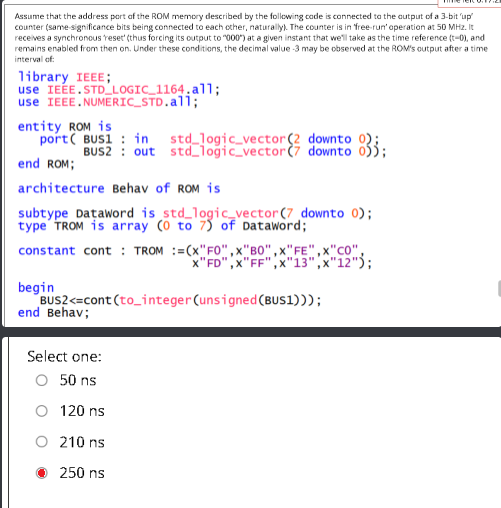 Assume that the address port of the ROM memory described by the following code is connected to the output of a 3-bit 'up'
counter (same-significance bits being connected to each other, naturally). The counter is in 'free-run' operation at 50 MHz. It
receives a synchronous 'reset' (thus forcing its output to "000") at a given instant that we'll take as the time reference (t=0), and
remains enabled from then on. Under these conditions, the decimal value -3 may be observed at the ROM's output after a time
interval of:
library IEEE;
use IEEE.STD_LOGIC_1164.all;
use IEEE.NUMERIC_STD.all;
entity ROM is
port( BUS1 : in std_logic_vector(2 downto 0);
BUS2 : out std_logic_vector(7 downto 0));
end ROM;
architecture Behav of ROM is
subtype DataWord is std_logic_vector(7 downto 0);
type TROM is array (0 to 7) of DataWord;
constant cont : TROM :=(x"F0",x"B0",x"FE",x"C0",
x"FD",x"FF",x"13",x"12");
begin
BUS2<=cont(to_integer(unsigned(BUS1)));
end Behav;
Select one:
50 ns
120 ns
210 ns
250 ns